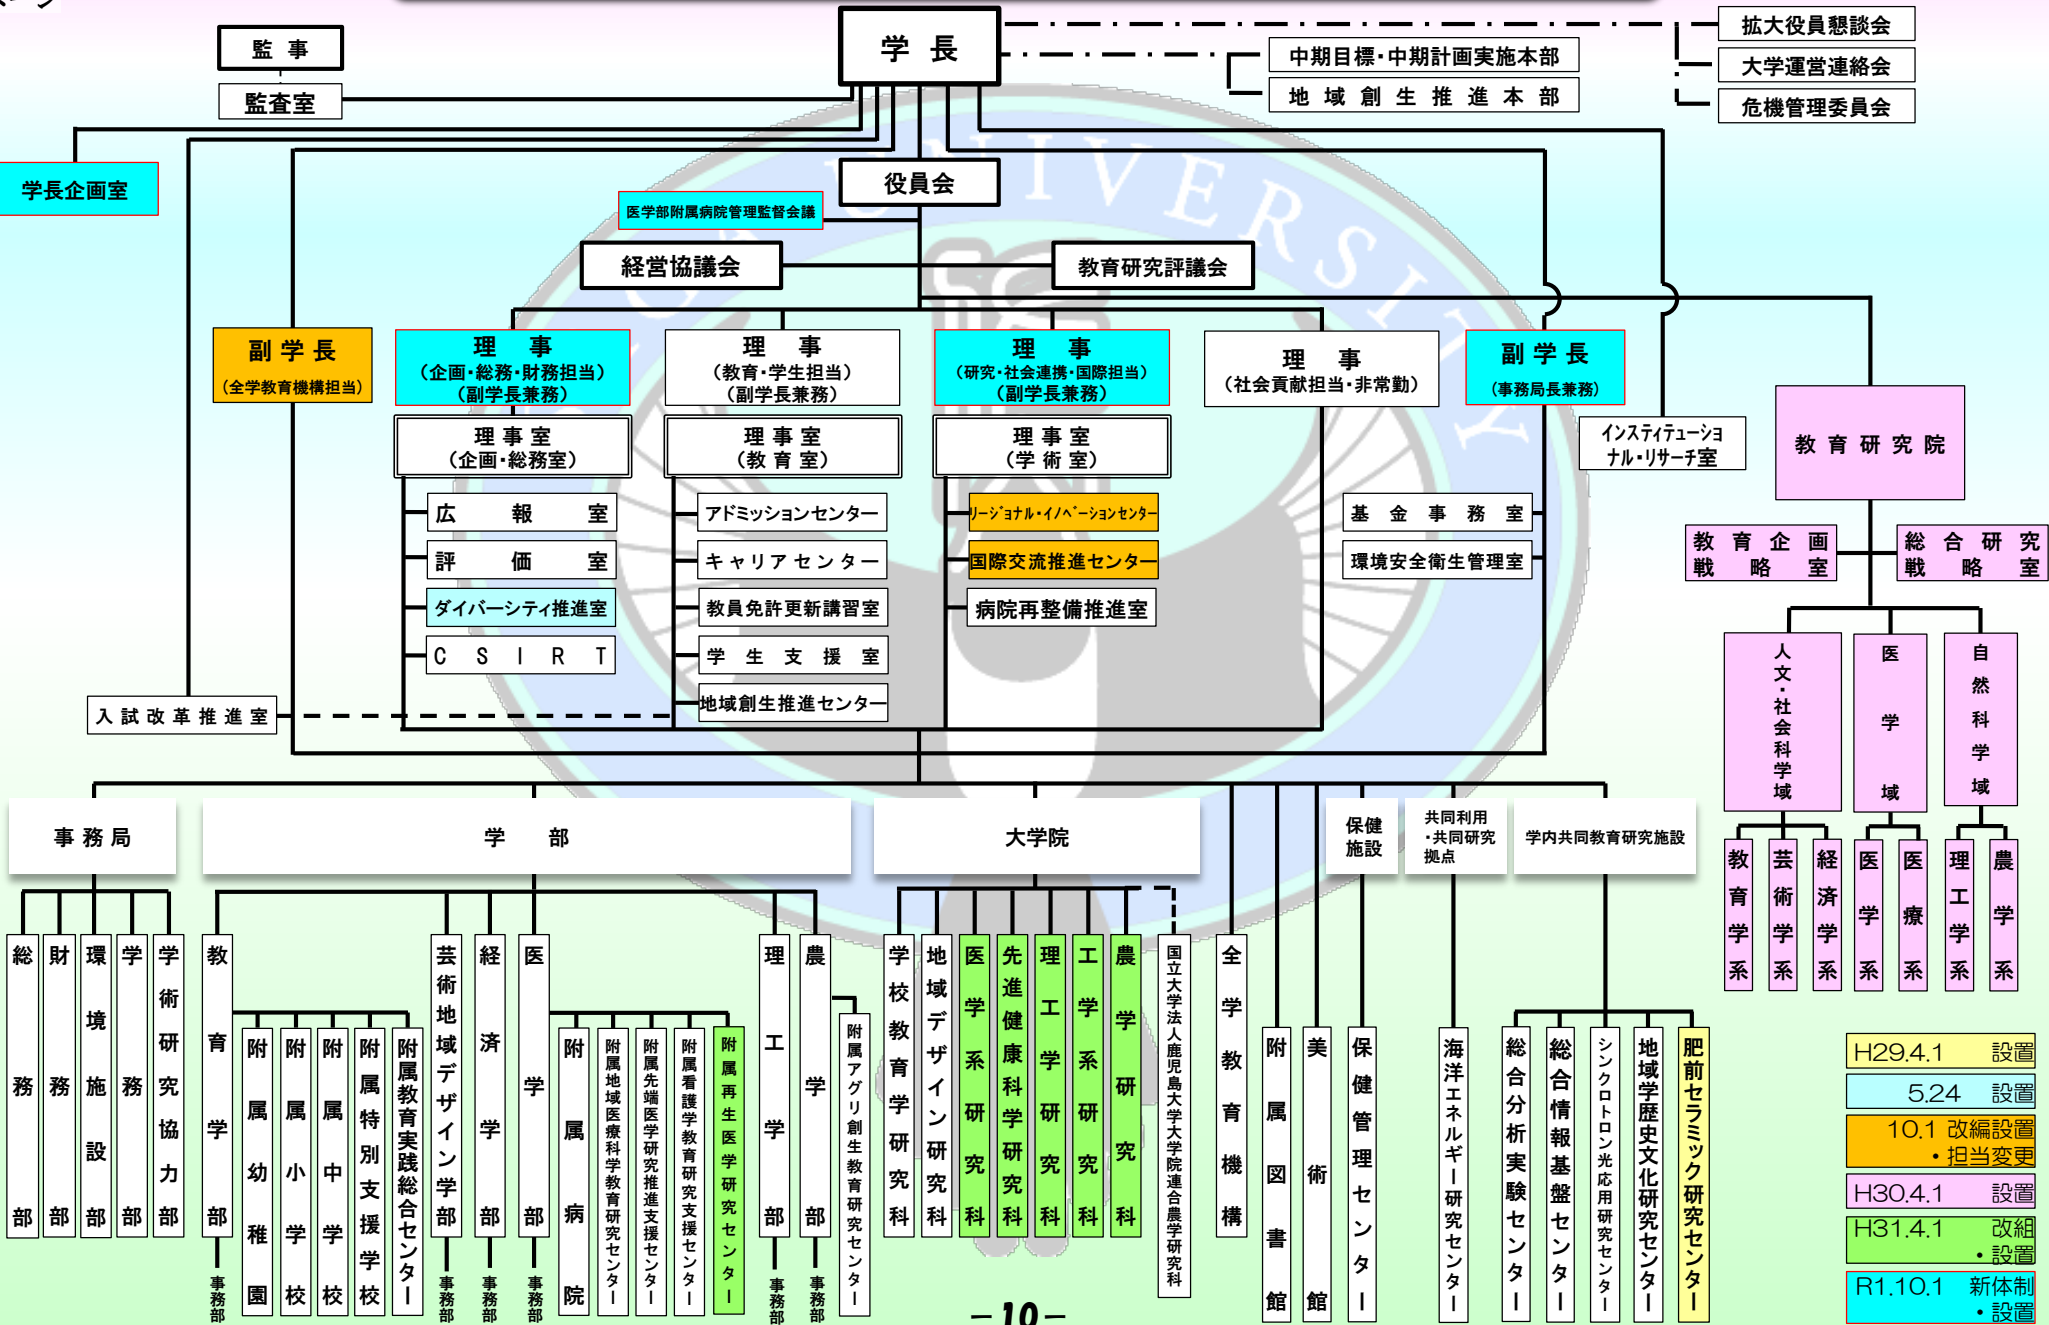 学長
監事
監査室
中期目標・中期計画実施本部
地域創生推進本部
拡大役員懇談会
大学運営連絡会
危機管理委員会
学長企画室
役員会
医学部附属病院管理監督会議
経営協議会
教育研究評議会
UNIVERSITY
副学長
(全学教育機構担当)
理事
(企画・総務・財務担当)
(副学長兼務)
理事
(教育・学生担当)
(副学長兼務)
理事
(研究・社会連携・国際担当)
(副学長兼務)
理事
(社会貢献担当・非常勤)
副学長
(事務局長兼務)
理事室
(企画・総務室)
理事室
(教育室)
理事室
(学術室)
インスティテューショ
ナル・リサーチ室
教育研究院
広報室
評価室
ダイバーシティ推進室
CSIRT
アドミッションセンター
キャリアセンター
教員免許更新講習室
学生支援室
地域創生推進センター
リージョナル・イノベーションセンター
国際交流推進センター
病院再整備推進室
基金事務室
環境安全衛生管理室
教育企画
戦略室
総合研究
戦略室
入試改革推進室
人文・社会科学域
医学域
自然科学域
教育学系
芸術学系
経済学系
医学系
医療系
理工学系
農学系
事務局
学部
大学院
保健
施設
共同利用
・共同研究
拠点
学内共同教育研究施設
総務部
財務部
環境施設部
学務部
学術研究協力部
教育学部
事務部
附属幼稚園
附属小学校
附属中学校
附属特別支援学校
附属教育実践総合センター
芸術地域デザイン学部
事務部
経済学部
事務部
医学部
事務部
附属病院
附属地域医療科学教育研究センター
附属先端医学研究推進支援センター
附属看護学教育研究支援センター
附属再生医学研究センター
理工学部
事務部
農学部
事務部
附属アグリ創生教育研究センター
学校教育学研究科
地域デザイン研究科
医学系研究科
先進健康科学研究科
理工学研究科
工学系研究科
農学研究科
国立大学法人鹿児島大学大学院連合農学研究科
全学教育機構
附属図書館
美術館
保健管理センター
海洋エネルギー研究センター
総合分析実験センター
総合情報基盤センター
シンクロトロン光応用研究センター
地域学歴史文化研究センター
肥前セラミック研究センター
H29.4.1 設置
5.24 設置
10.1 改編設置
・担当変更
H30.4.1 設置
H31.4.1 改組
・設置
R1.10.1 新体制
・設置
－10－